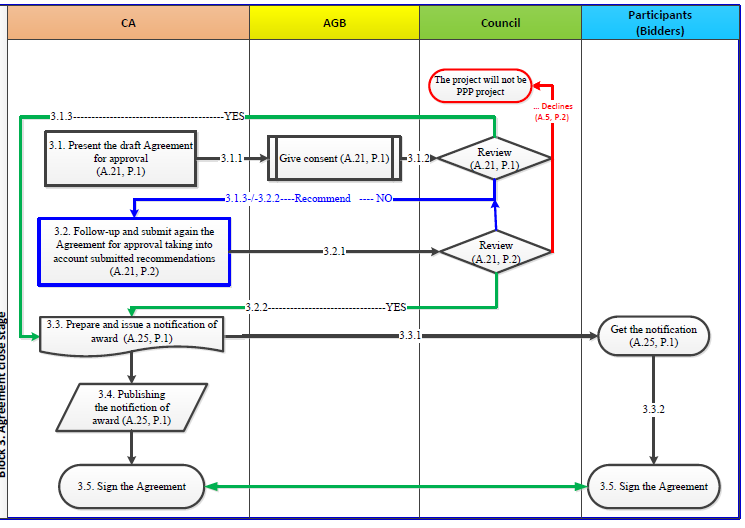 CA
AGB
Council
Participants
(Bidders)
The project will not be
PPP project
... Declines
(A.5, P.2)
3.1.3-----------------------------------YES
3.1. Present the draft Agreement
for approval
(A.21, P.1)
3.1.1
Give consent (A.21, P.1)
3.1.2
Review
(A.21, P.1)
3.1.3-/-3.2.2----Recommend ---- NO
3.2. Follow-up and submit again the
Agreement for approval taking into
account submitted recommendations
(A.21, P.2)
3.2.1
Review
(A.21, P.2)
3.2.2---------------------------YES
3.3. Prepare and issue a notification of
award (A.25, P.1)
3.3.1
Get the notification
(A.25, P.1)
3.4. Publishing
the notifiction of
award (A.25, P.1)
3.3.2
3.5. Sign the Agreement
3.5. Sign the Agreement
Block 3. Agreement close stage